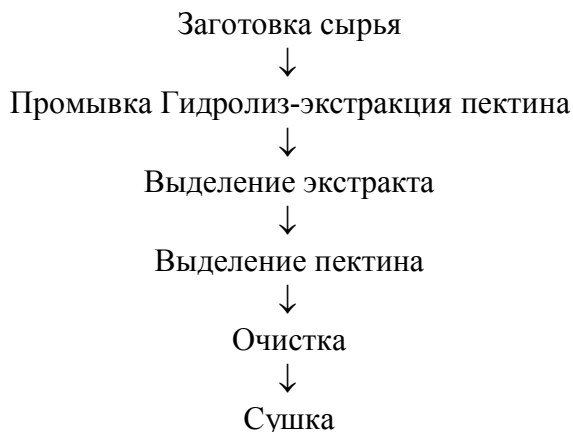 Заготовка сырья
↓
Промывка Гидролиз-экстракция пектина
↓
Выделение экстракта
↓
Выделение пектина
↓
Очистка
↓
Сушка